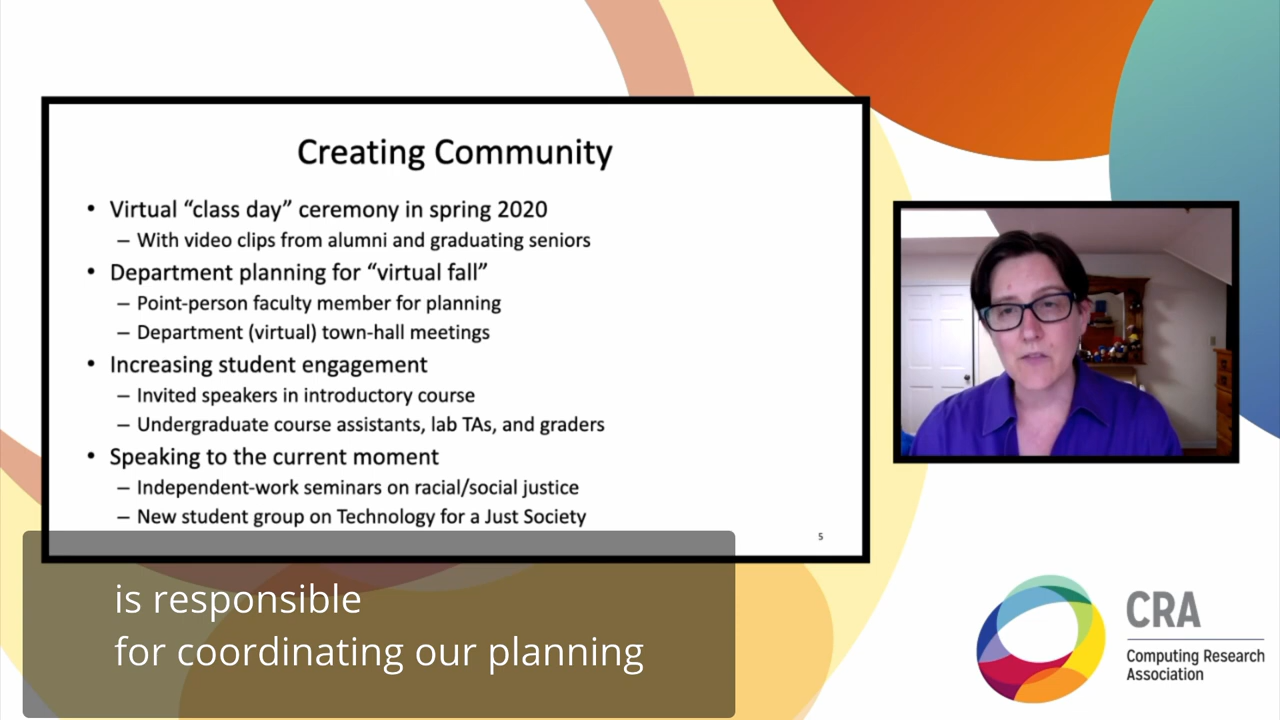 Creating Community
• Virtual “class day” ceremony in spring 2020
– With video clips from alumni and graduating seniors
• Department planning for “virtual fall”
– Point-person faculty member for planning
– Department (virtual) town-hall meetings
• Increasing student engagement
– Invited speakers in introductory course
– Undergraduate course assistants, lab TAs, and graders
• Speaking to the current moment
– Independent-work seminars on racial/social justice
– New student group on Technology for a Just Society
5
is responsible
for coordinating our planning
CRA
Computing Research
Association